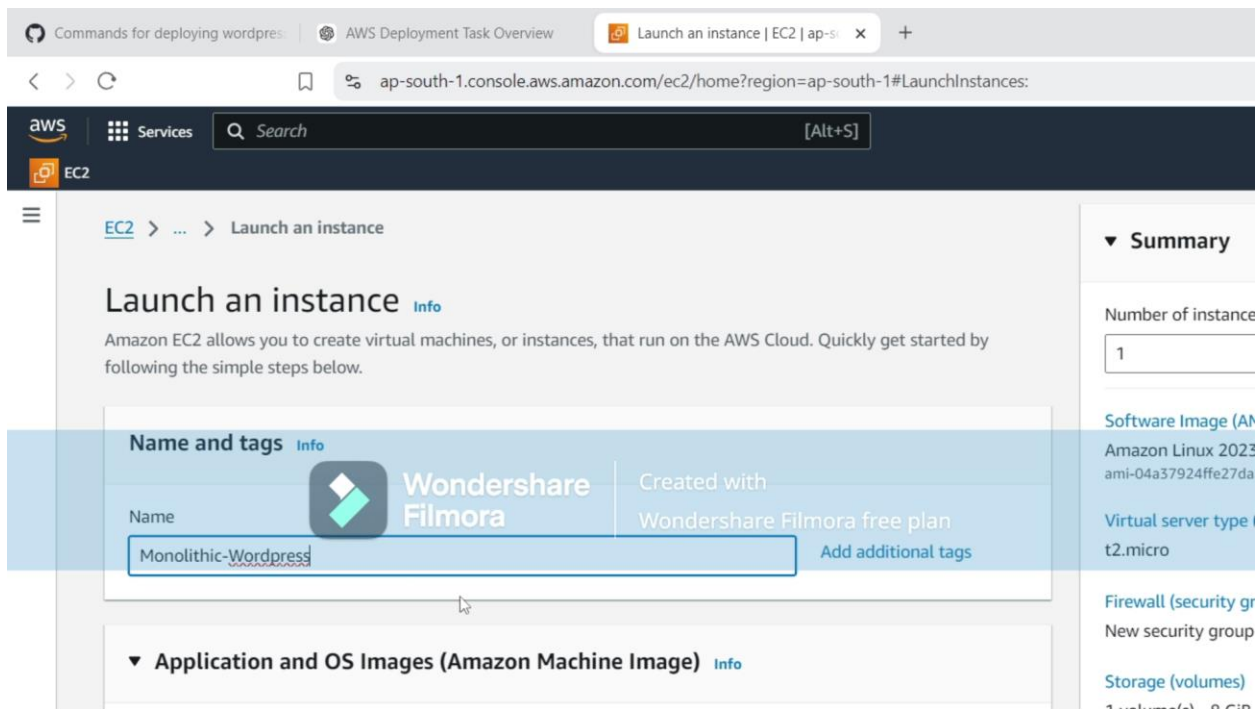 Commands for deploying wordpres
AWS Deployment Task Overview
Launch an instance | EC2 | ap-s
ap-south-1.console.aws.amazon.com/ec2/home?region=ap-south-1#LaunchInstances:
aws
Services
Search
[Alt+S]
EC2
EC2 > ... > Launch an instance
Launch an instance Info
Amazon EC2 allows you to create virtual machines, or instances, that run on the AWS Cloud. Quickly get started by
following the simple steps below.
Name and tags Info
Name
Monolithic-Wordpress
Add additional tags
Wondershare
Filmora
Created with
Wondershare Filmora free plan
Application and OS Images (Amazon Machine Image) Info
Summary
Number of instance
1
Software Image (AM
Amazon Linux 2023
ami-04a37924ffe27da
Virtual server type (
t2.micro
Firewall (security gr
New security group
Storage (volumes)
1 volume(s) - 8 GiB